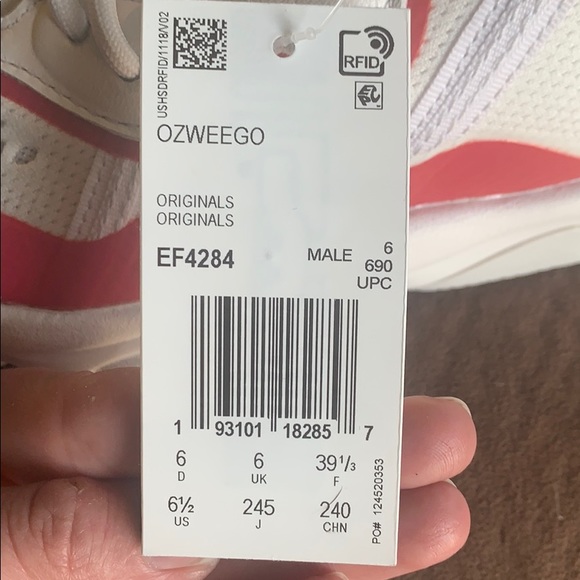 USHSDRFID/1118/V02
RFID
EPC
OZWEEGO
ORIGINALS
ORIGINALS
EF4284
MALE 6
690
UPC
1 93101 18285 7
6 6 39 1/3
D UK F
6½ 245 240
US J CHN
PO# 124520353